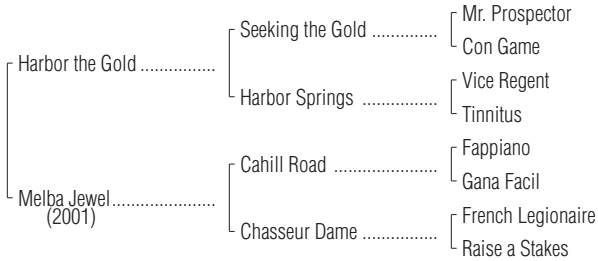 Mr. Prospector
Seeking the Gold ..............
Con Game
Harbor the Gold ................
Vice Regent
Harbor Springs ................
Tinnitus
Fappiano
Cahill Road ......................
Gana Facil
Melba Jewel......................
(2001)
French Legionaire
Chasseur Dame ................
Raise a Stakes